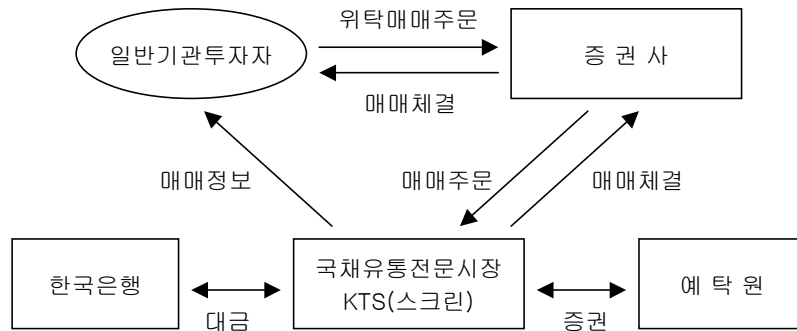 위탁매매주문
일반기관투자자
증 권 사
매매체결
매매정보
매매주문
매매체결
한국은행
국채유통전문시장
KTS(스크린)
예 탁 원
대금
증권